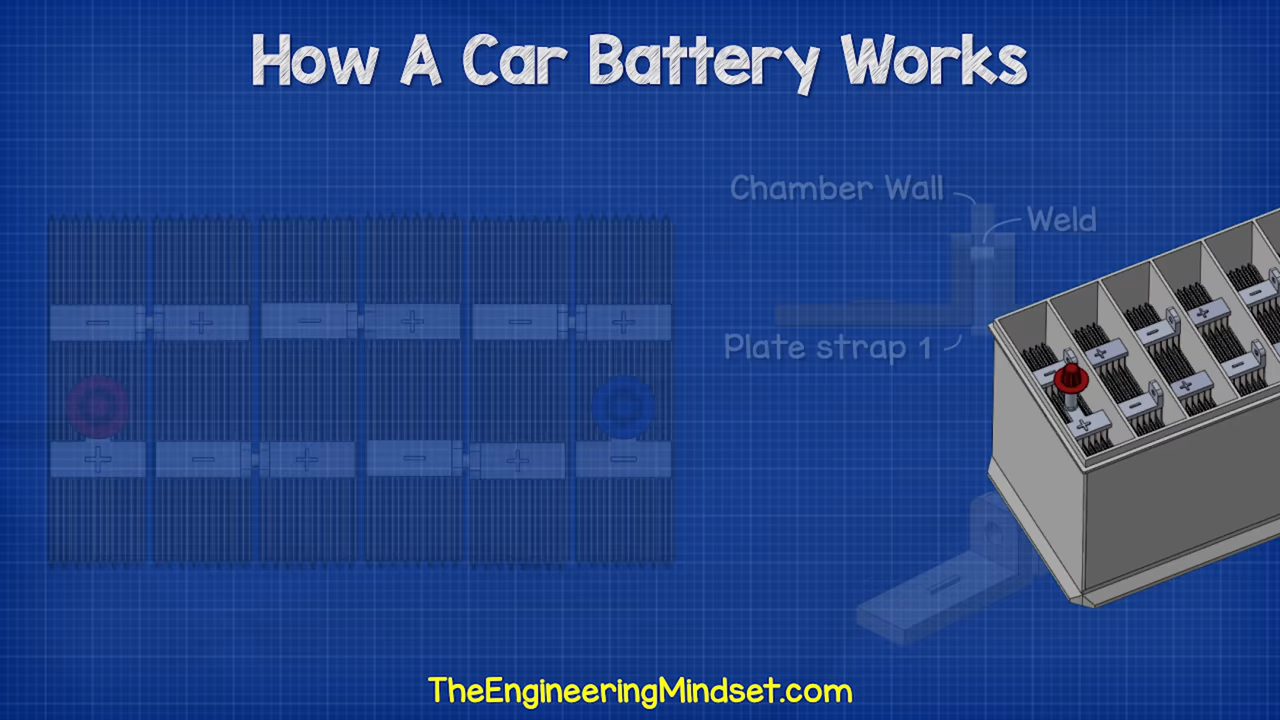 How A Car Battery Works
Chamber Wall
Weld
Plate strap 1
- + - + - +
+ - + - + -
TheEngineeringMindset.com